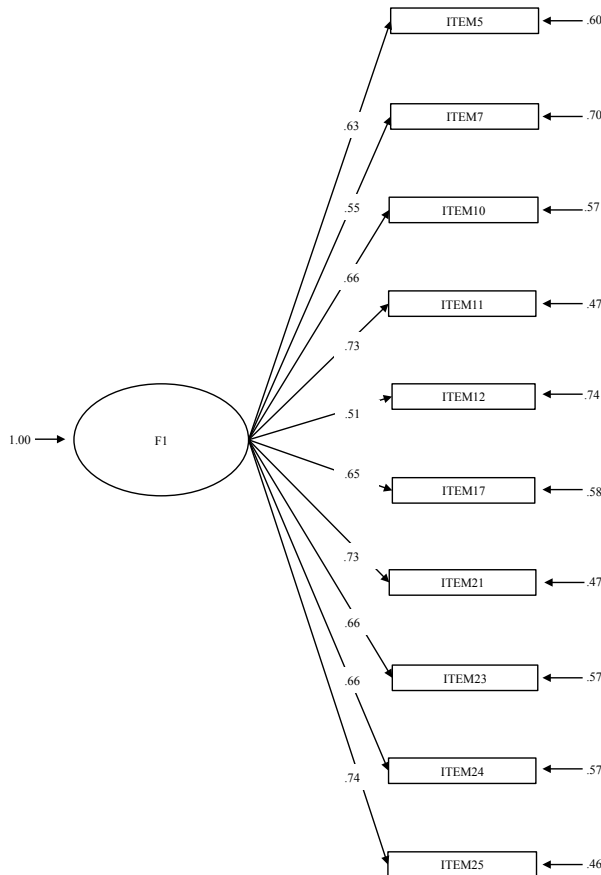 ITEM5
.60
.63
ITEM7
.70
.55
ITEM10
.57
.66
ITEM11
.47
.73
ITEM12
.74
.51
1.00
F1
.65
ITEM17
.58
.73
ITEM21
.47
.66
ITEM23
.57
.66
ITEM24
.57
.74
ITEM25
.46